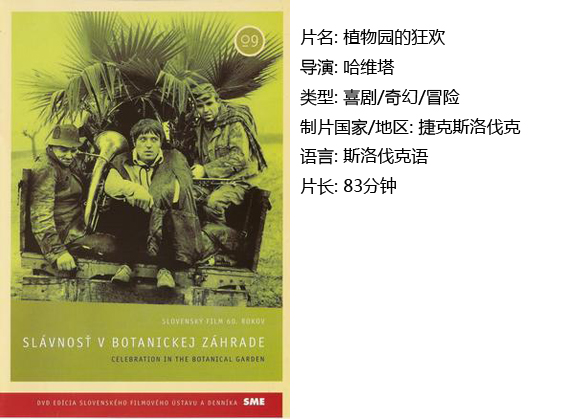 09
SLOVENSKÝ FILM 60. ROKOV
SLÁVNOSŤ V BOTANICKEJ ZÁHRADE
CELEBRATION IN THE BOTANICAL GARDEN
DVD EDÍCIA SLOVENSKÉHO FILMOVÉHO ÚSTAVU A DENNÍKA SME
片名: 植物园的狂欢
导演: 哈维塔
类型: 喜剧/奇幻/冒险
制片国家/地区: 捷克斯洛伐克
语言: 斯洛伐克语
片长: 83分钟